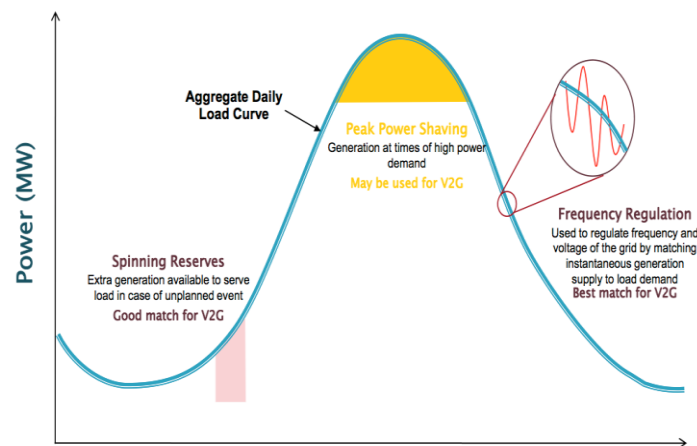 Aggregate Daily
Load Curve
Peak Power Shaving
Generation at times of high power
demand
May be used for V2G
Power (MW)
Spinning Reserves
Extra generation available to serve
load in case of unplanned event
Good match for V2G
Frequency Regulation
Used to regulate frequency and
voltage of the grid by matching
instantaneous generation
supply to load demand
Best match for V2G